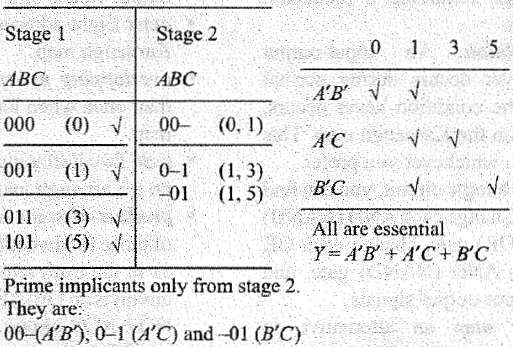 Stage 1 Stage 2
ABC ABC
000 (0) √ 00– (0, 1)
001 (1) √ 0–1 (1, 3)
–01 (1, 5)
011 (3) √
101 (5) √
0 1 3 5
A'B' √ √
A'C √ √
B'C √ √
All are essential
Y = A'B' + A'C + B'C
Prime implicants only from stage 2.
They are:
00–(A'B'), 0–1 (A'C) and –01 (B'C)